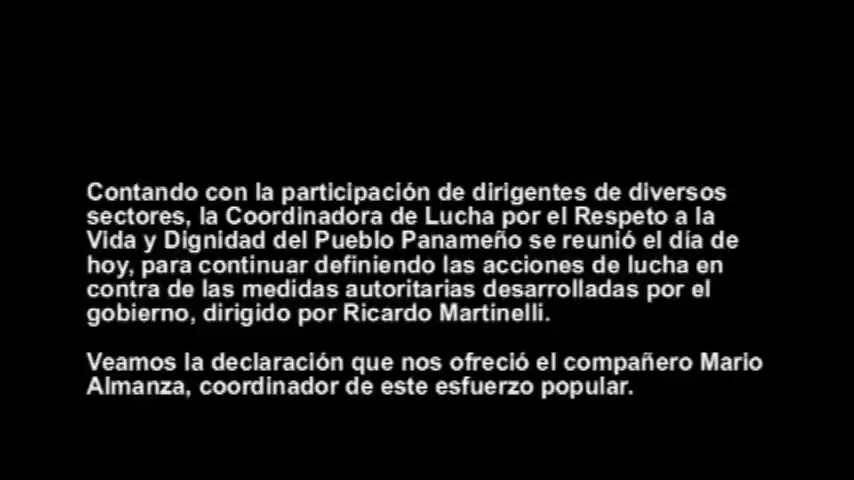 Contando con la participación de dirigentes de diversos
sectores, la Coordinadora de Lucha por el Respeto a la
Vida y Dignidad del Pueblo Panameño se reunió el día de
hoy, para continuar definiendo las acciones de lucha en
contra de las medidas autoritarias desarrolladas por el
gobierno, dirigido por Ricardo Martinelli.
Veamos la declaración que nos ofreció el compañero Mario
Almanza, coordinador de este esfuerzo popular.